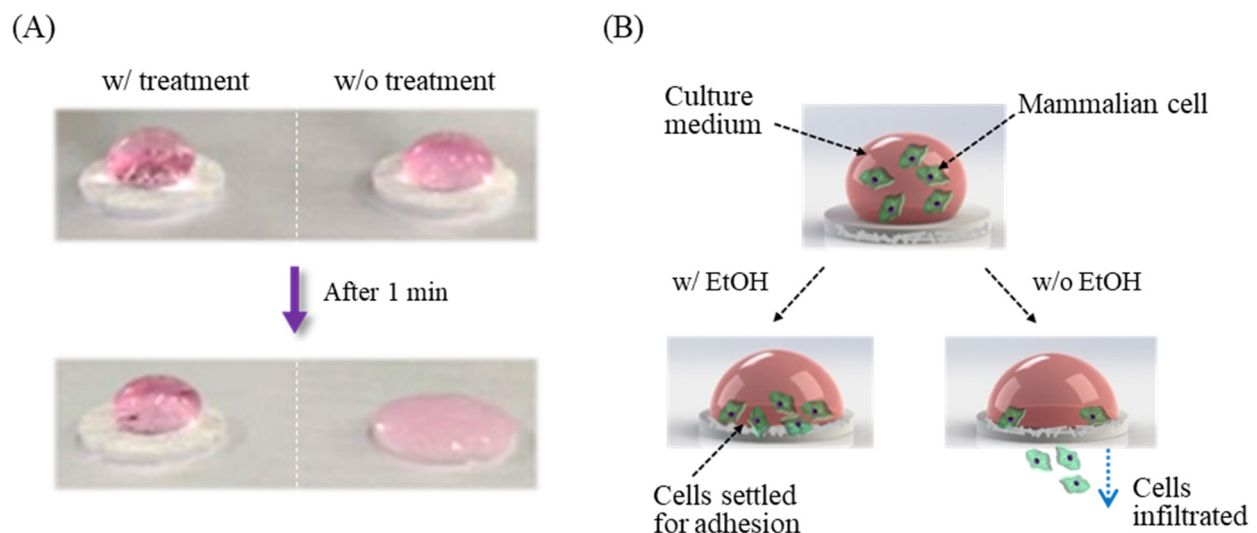 (A)
w/ treatment
w/o treatment
After 1 min
(B)
Culture
medium
Mammalian cell
w/ EtOH
w/o EtOH
Cells settled
for adhesion
Cells
infiltrated